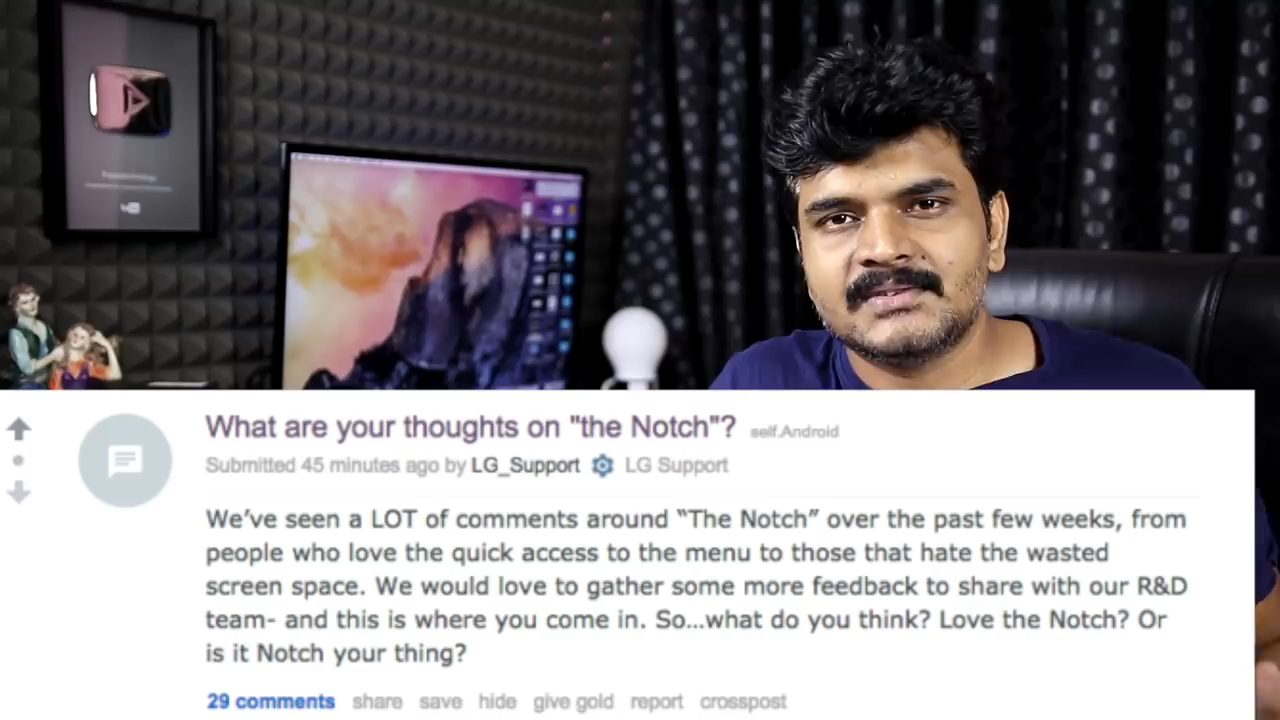 What are your thoughts on "the Notch"? self.Android
Submitted 45 minutes ago by LG_Support LG Support
We’ve seen a LOT of comments around “The Notch” over the past few weeks, from
people who love the quick access to the menu to those that hate the wasted
screen space. We would love to gather some more feedback to share with our R&D
team- and this is where you come in. So...what do you think? Love the Notch? Or
is it Notch your thing?
29 comments share save hide give gold report crosspost